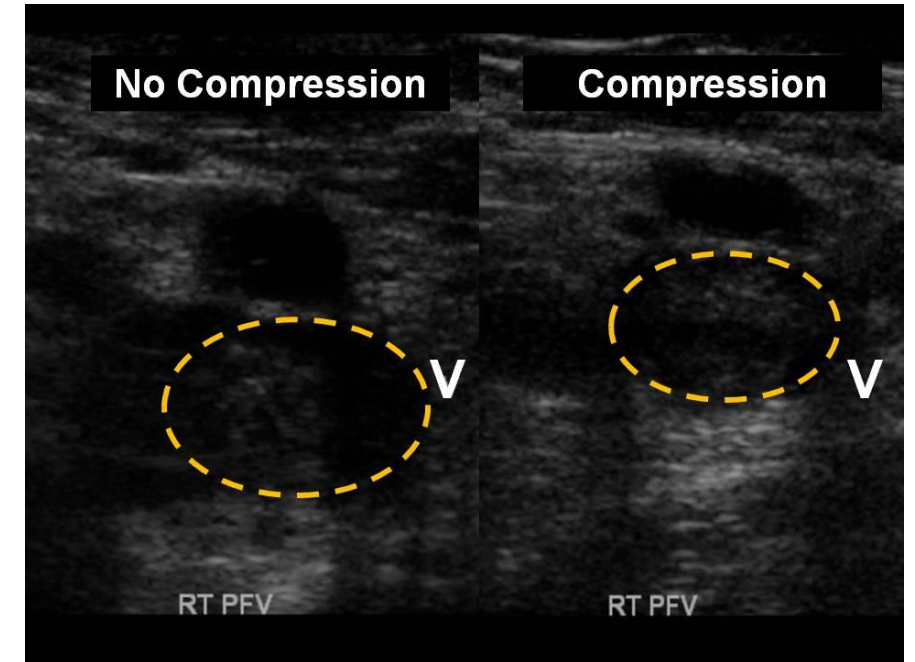 No Compression
Compression
V
V
RT PFV
RT PFV